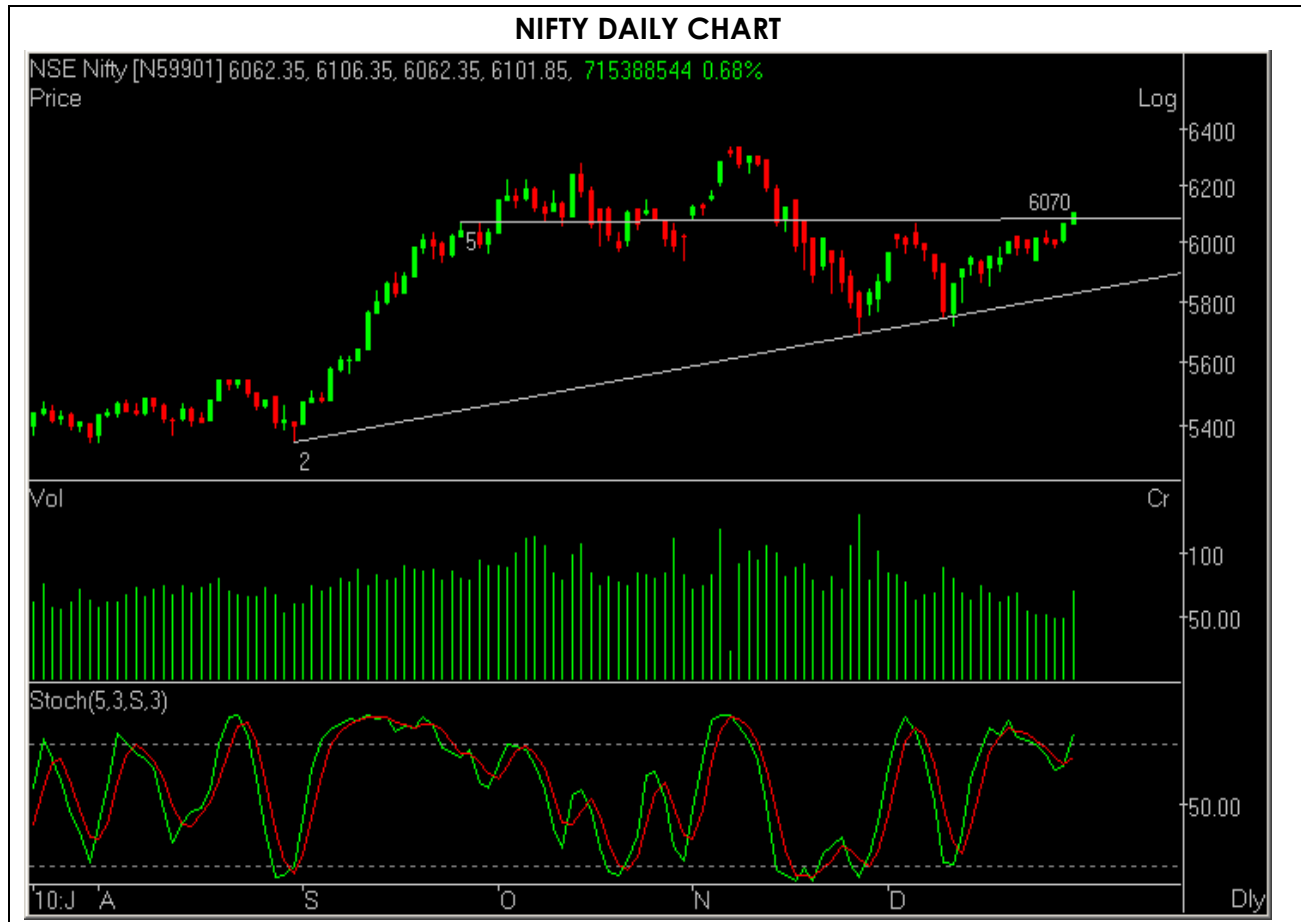 NIFTY DAILY CHART
NSE Nifty [N59901] 6062.35, 6106.35, 6062.35, 6101.85, 715388544 0.68%
Price Log
6400
6200
6070
5
6000
5800
5600
5400
2
Vol Cr
100
50.00
Stoch(5,3,S,3)
50.00
'10:J A S O N D Dly